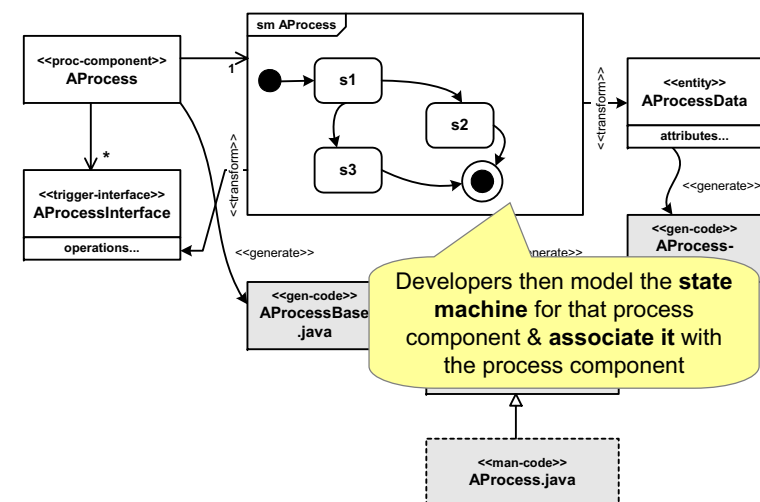 sm AProcess
<<proc-component>>
AProcess
1
s1
s2
s3
<<transform>>
<<entity>>
AProcessData
attributes...
*
<<trigger-interface>>
AProcessInterface
operations...
<<transform>>
<<generate>>
<<generate>>
<<gen-code>>
AProcess-
<<gen-code>>
AProcessBase
.java
Developers then model the state
machine for that process
component & associate it with
the process component
<<man-code>>
AProcess.java